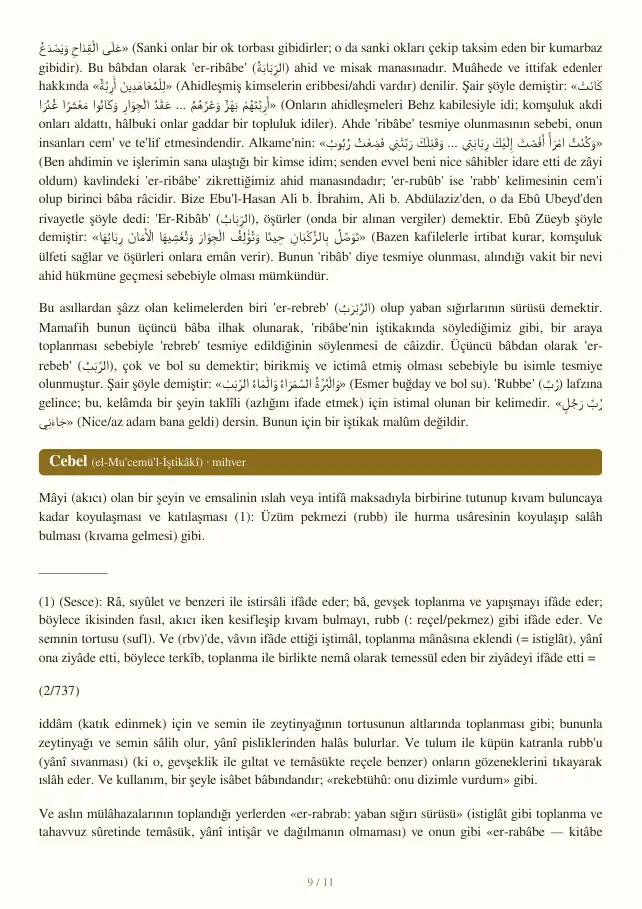 عَلَى الْقِدَاحِ وَيَصْدَعُ» (Sanki onlar bir ok torbası gibidirler; o da sanki okları çekip taksim eden bir kumarbaz
gibidir). Bu bâbdan olarak 'er-ribâbe' (الرِّبَابَةُ) ahid ve misak manasınadır. Muâhede ve ittifak edenler
hakkında «كَانَتْ لِلْمُعَاهَدِينَ أَرِبَّةٌ» (Ahidleşmiş kimselerin eribbesi/ahdi vardır) denilir. Şair şöyle demiştir: «
أَرِبَّتُهُمْ بَهْزٌ وَغَرَّهُمُ ... عَقْدُ الْجِوَارِ وَكَانُوا مَعْشَرًا غُدُرًا» (Onların ahidleşmeleri Behz kabilesiyle idi; komşuluk akdi
onları aldattı, hâlbuki onlar gaddar bir topluluk idiler). Ahde 'ribâbe' tesmiye olunmasının sebebi, onun
insanları cem' ve te'lif etmesindendir. Alkame'nin: «وَكُنْتَ امْرَأً أَفْضَتْ إِلَيْكَ رِبَابَتِي ... وَقَبْلَكَ رَبَّتْنِي فَضِعْتُ رُبُوبُ»
(Ben ahdimin ve işlerimin sana ulaştığı bir kimse idim; senden evvel beni nice sâhibler idare etti de zâyi
oldum) kavlindeki 'er-ribâbe' zikrettiğimiz ahid manasındadır; 'er-rubûb' ise 'rabb' kelimesinin cem'i
olup birinci bâba râcidir. Bize Ebu'l-Hasan Ali b. İbrahim, Ali b. Abdülaziz'den, o da Ebû Ubeyd'den
rivayetle şöyle dedi: 'Er-Ribâb' (الرِّبَابُ), öşürler (onda bir alınan vergiler) demektir. Ebû Züeyb şöyle
demiştir: «تَوَصَّلُ بِالرُّكْبَانِ حِينًا وَتُؤْلِفُ الْجِوَارَ وَتُغْشِيهَا الْأَمَانَ رِبَابُهَا» (Bazen kafilelerle irtibat kurar, komşuluk
ülfeti sağlar ve öşürleri onlara emân verir). Bunun 'ribâb' diye tesmiye olunması, alındığı vakit bir nevi
ahid hükmüne geçmesi sebebiyle olması mümkündür.
Bu asıllardan şâzz olan kelimelerden biri 'er-rebreb' (الرَّبْرَبُ) olup yaban sığırlarının sürüsü demektir.
Mamafih bunun üçüncü bâba ilhak olunarak, 'ribâbe'nin iştikakında söylediğimiz gibi, bir araya
toplanması sebebiyle 'rebreb' tesmiye edildiğinin söylenmesi de câizdir. Üçüncü bâbdan olarak 'er-
rebeb' (الرَّبَبُ), çok ve bol su demektir; birikmiş ve ictimâ etmiş olması sebebiyle bu isimle tesmiye
olunmuştur. Şair şöyle demiştir: «وَالْبُرَّةُ السَّمْرَاءُ وَالْمَاءُ الرَّبَبْ» (Esmer buğday ve bol su). 'Rubbe' (رُبَّ) lafzına
gelince; bu, kelâmda bir şeyin taklîli (azlığını ifade etmek) için istimal olunan bir kelimedir. «رُبَّ رَجُلٍ
جَاءَنِي» (Nice/az adam bana geldi) dersin. Bunun için bir iştikak malûm değildir.
Cebel (el-Mu'cemü'l-İştikâkî) · mihver
Mâyi (akıcı) olan bir şeyin ve emsalinin ıslah veya intifâ maksadıyla birbirine tutunup kıvam buluncaya
kadar koyulaşması ve katılaşması (1): Üzüm pekmezi (rubb) ile hurma usâresinin koyulaşıp salâh
bulması (kıvama gelmesi) gibi.
(1) (Sesce): Râ, sıyûlet ve benzeri ile istirsâli ifâde eder; bâ, gevşek toplanma ve yapışmayı ifâde eder;
böylece ikisinden fasıl, akıcı iken kesifleşip kıvam bulmayı, rubb (: reçel/pekmez) gibi ifâde eder. Ve
semnin tortusu (sufl). Ve (rbv)'de, vâvın ifâde ettiği iştimâl, toplanma mânâsına eklendi (= istiglât), yânî
ona ziyâde etti, böylece terkîb, toplanma ile birlikte nemâ olarak temessül eden bir ziyâdeyi ifâde etti =
(2/737)
iddâm (katık edinmek) için ve semin ile zeytinyağının tortusunun altlarında toplanması gibi; bununla
zeytinyağı ve semin sâlih olur, yânî pisliklerinden halâs bulurlar. Ve tulum ile küpün katranla rubb'u
(yânî sıvanması) (ki o, gevşeklik ile gıltat ve temâsükte reçele benzer) onların gözeneklerini tıkayarak
ıslâh eder. Ve kullanım, bir şeyle isâbet bâbındandır; «rekebtühû: onu dizimle vurdum» gibi.
Ve aslın mülâhazalarının toplandığı yerlerden «er-rabrab: yaban sığırı sürüsü» (istiglât gibi toplanma ve
tahavvuz sûretinde temâsük, yânî intişâr ve dağılmanın olmaması) ve onun gibi «er-rabâbe — kitâbe
9 / 11